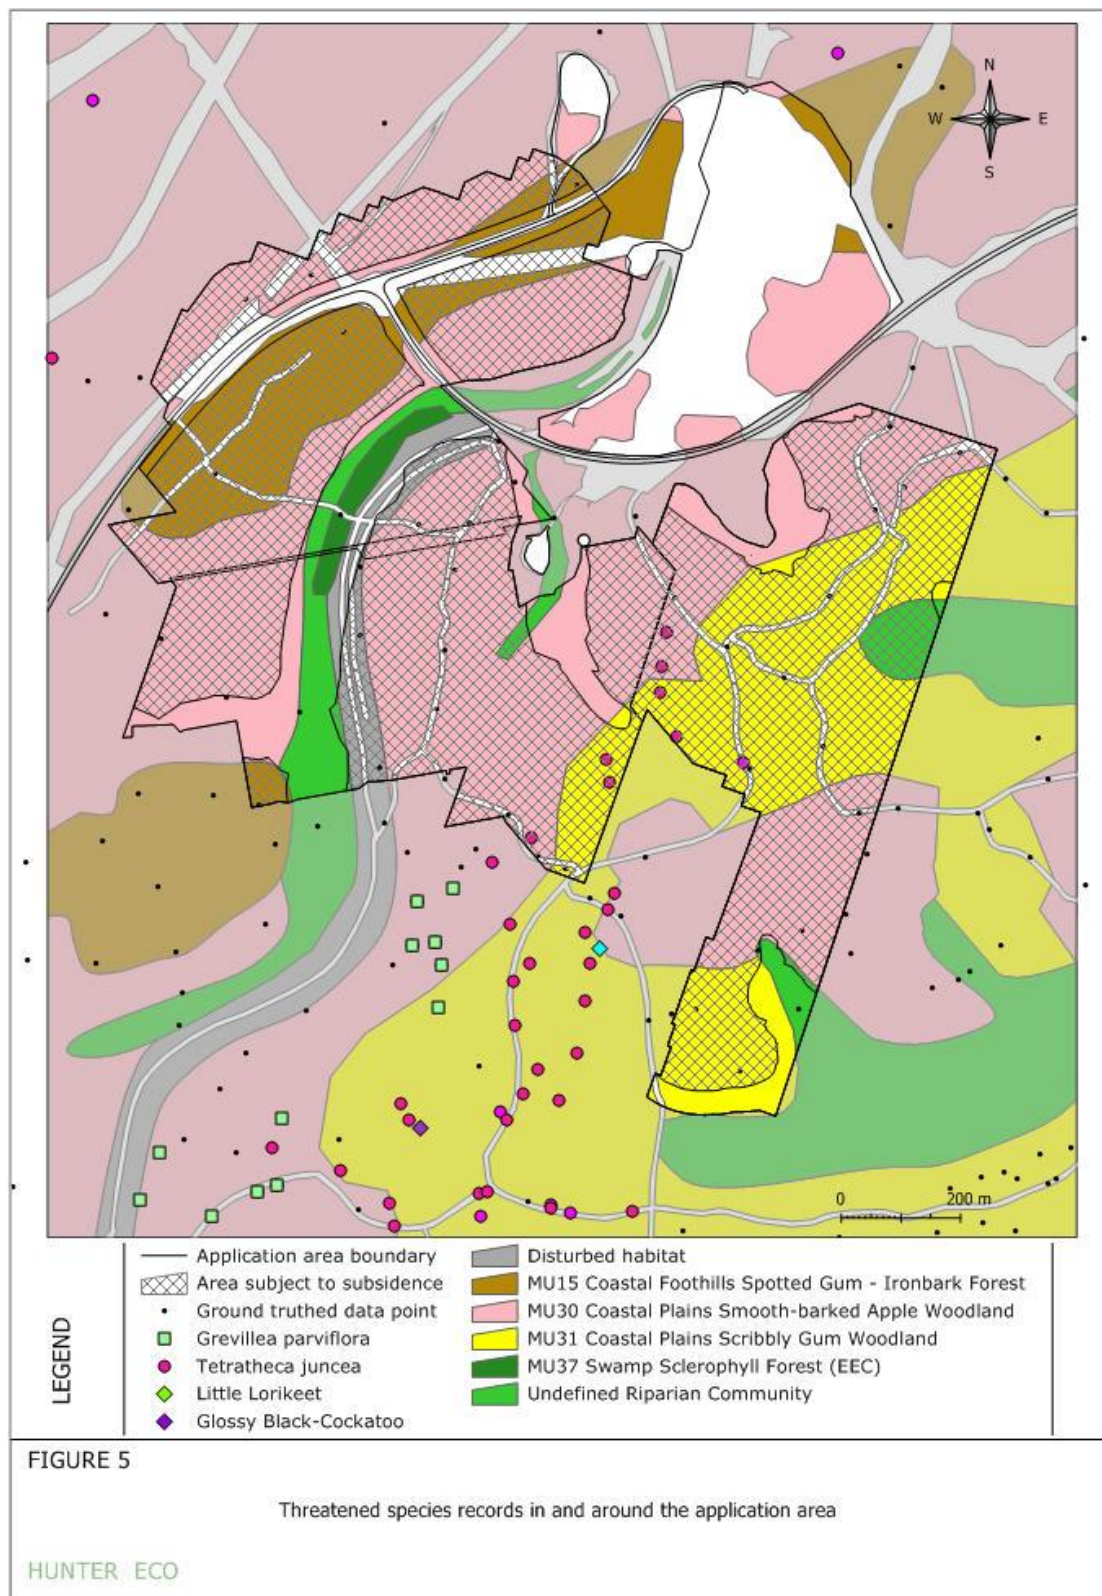 N
W E
S
0 200 m
LEGEND
Application area boundary
Area subject to subsidence
Ground truthed data point
Grevillea parviflora
Tetratheca juncea
Little Lorikeet
Glossy Black-Cockatoo
Disturbed habitat
MU15 Coastal Foothills Spotted Gum - Ironbark Forest
MU30 Coastal Plains Smooth-barked Apple Woodland
MU31 Coastal Plains Scribbly Gum Woodland
MU37 Swamp Sclerophyll Forest (EEC)
Undefined Riparian Community
FIGURE 5
Threatened species records in and around the application area
HUNTER ECO